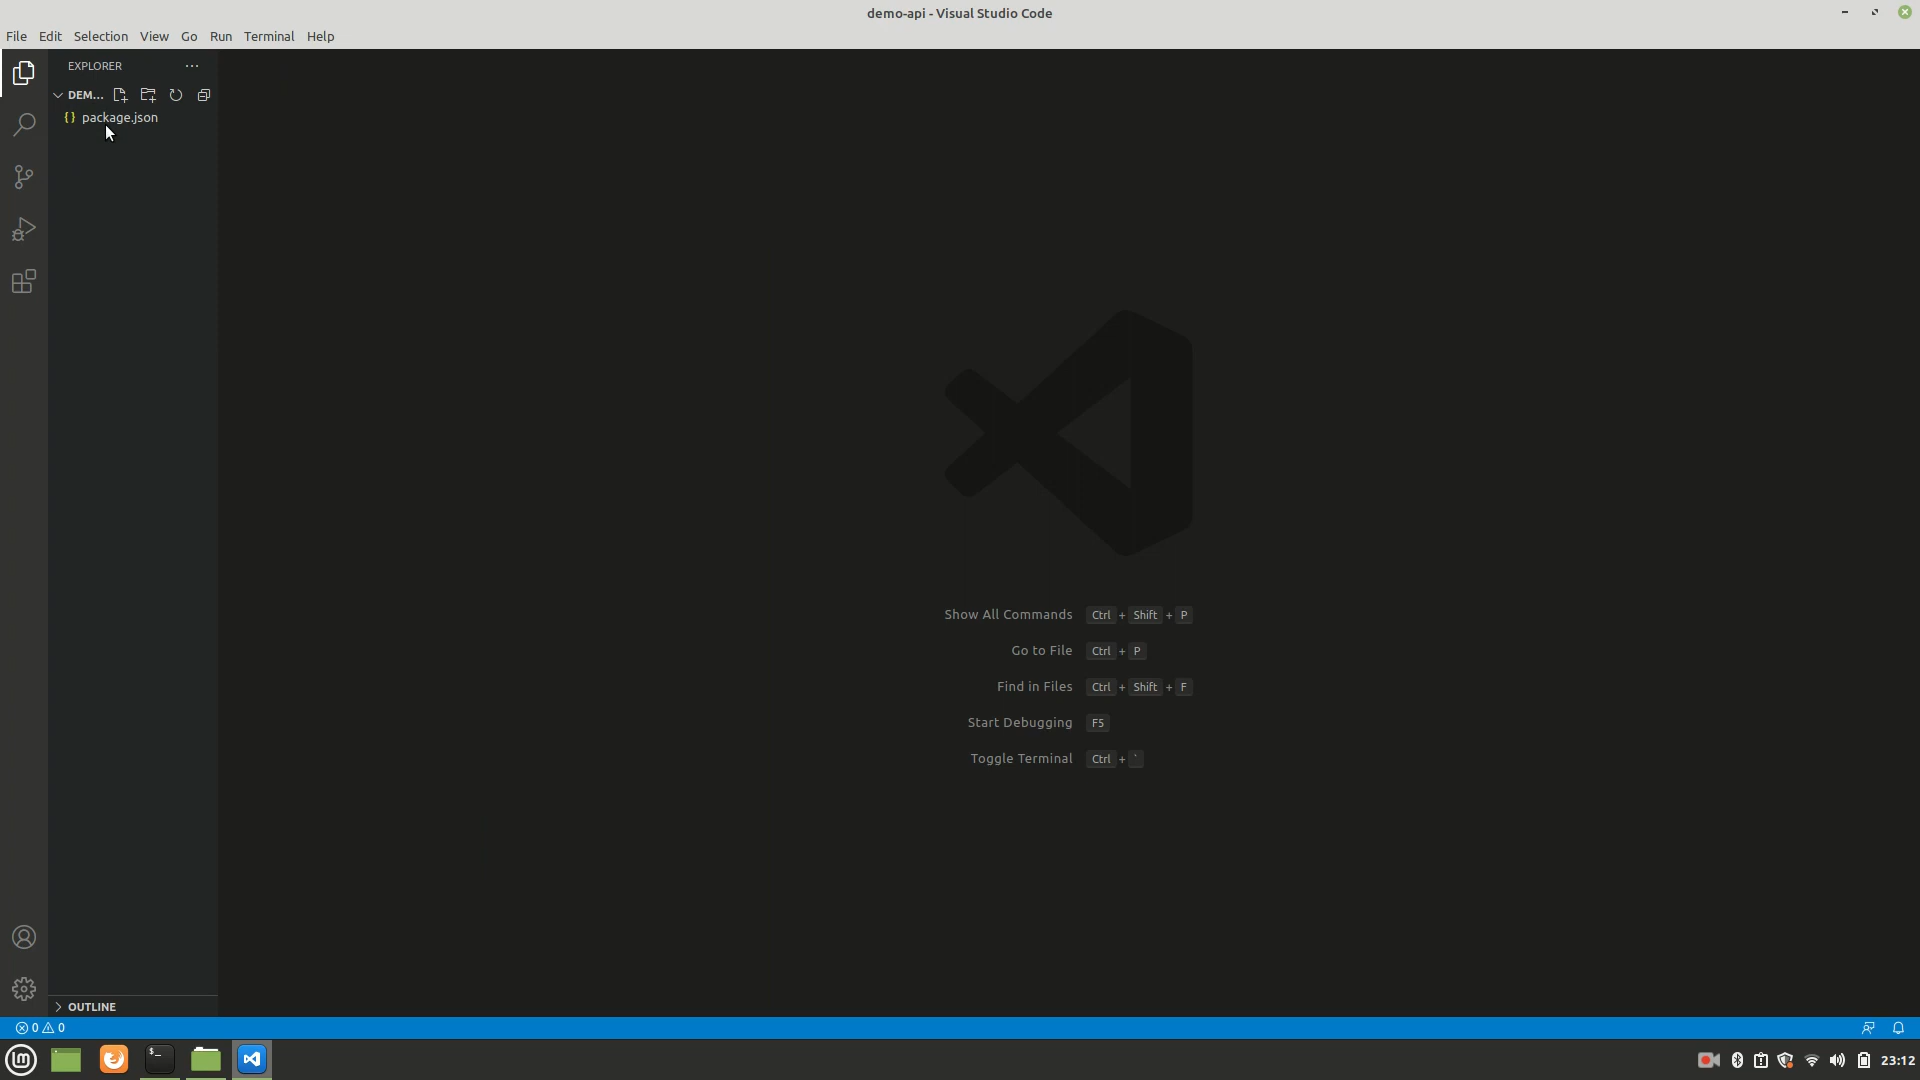 demo-api - Visual Studio Code
File Edit Selection View Go Run Terminal Help
EXPLORER
DEM...
{} package.json
Show All Commands Ctrl + Shift + P
Go to File Ctrl + P
Find in Files Ctrl + Shift + F
Start Debugging F5
Toggle Terminal Ctrl + `
OUTLINE
0 0
$_
lm
23:12